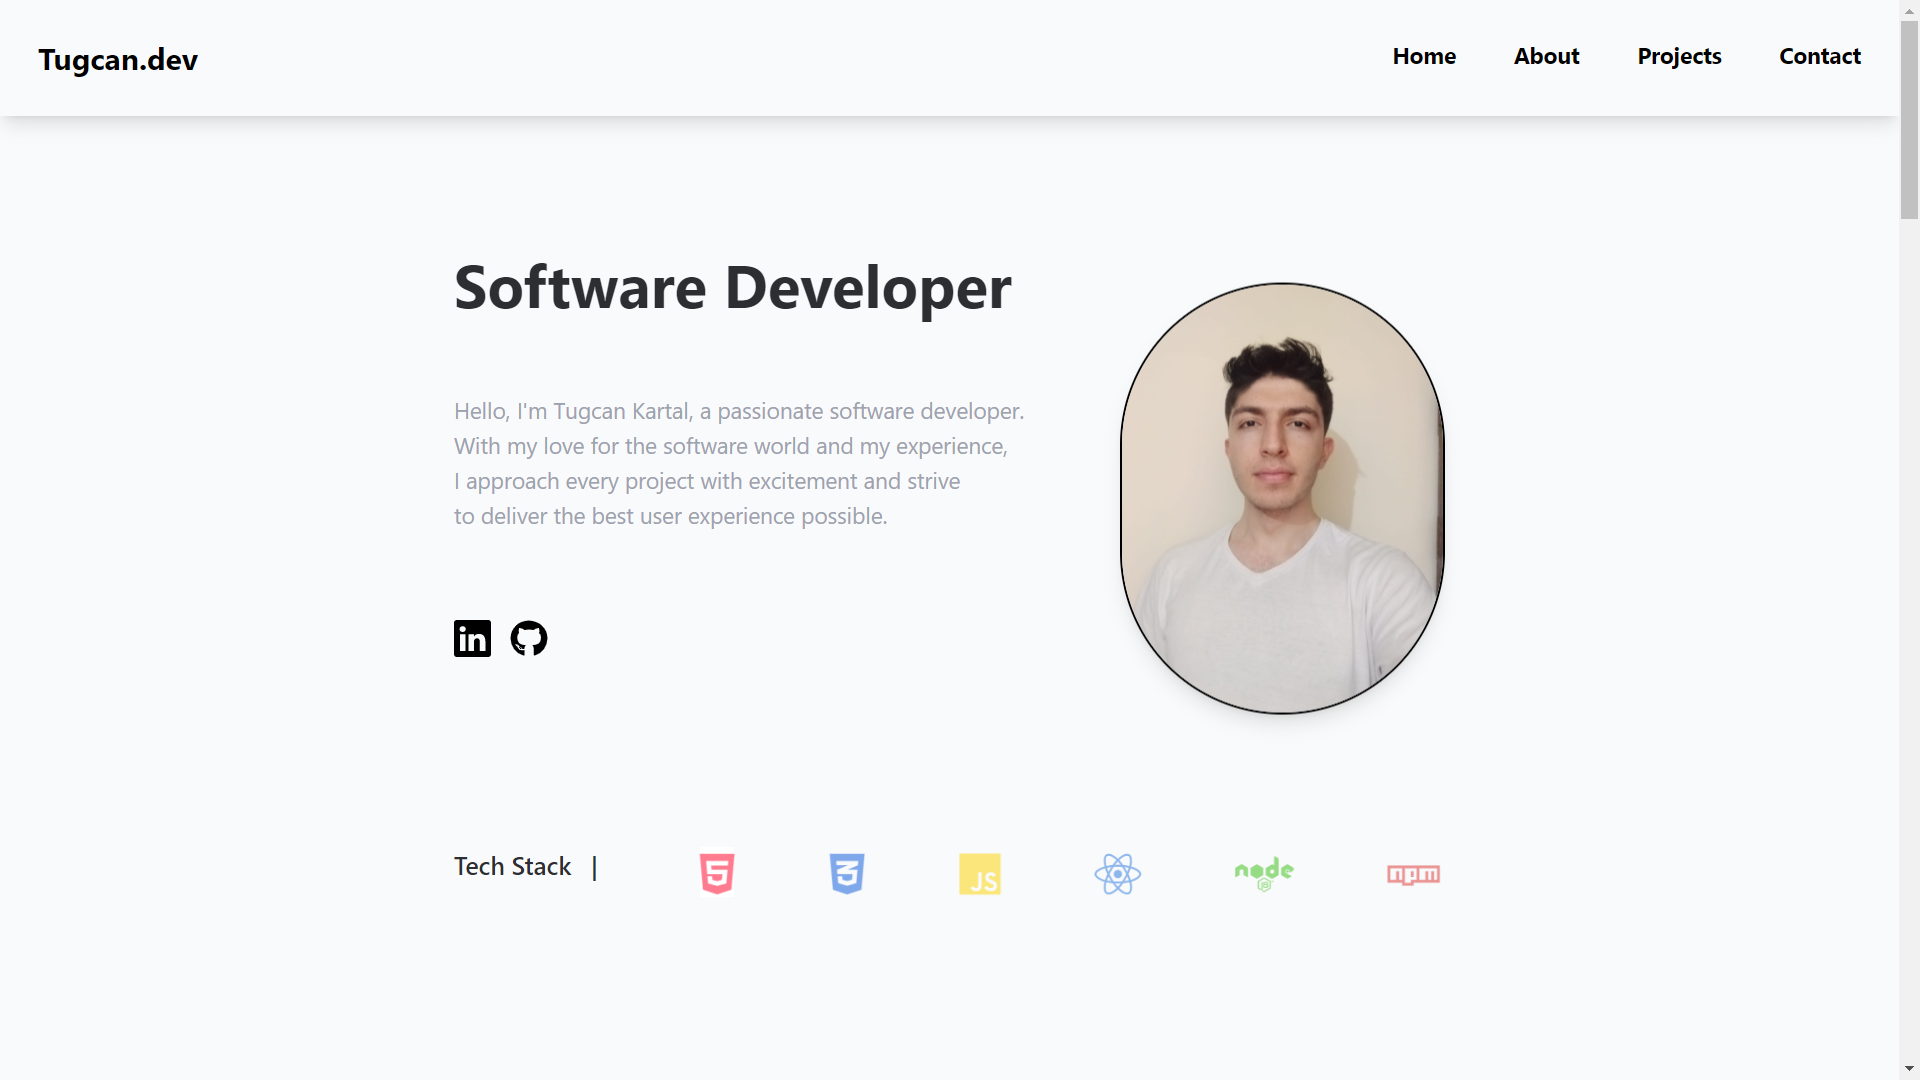 Tugcan.dev
Home
About
Projects
Contact
Software Developer
Hello, I'm Tugcan Kartal, a passionate software developer.
With my love for the software world and my experience,
I approach every project with excitement and strive
to deliver the best user experience possible.
in
Tech Stack |
5
3
JS
node
JS
npm